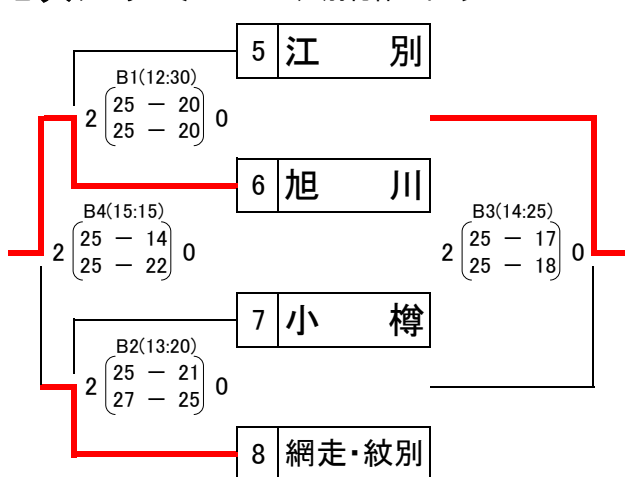 5 江　別
B1(12:30)
2 25 － 20 0
25 － 20
6 旭　川
B4(15:15)
2 25 － 14 0
25 － 22
B3(14:25)
2 25 － 17 0
25 － 18
7 小　樽
B2(13:20)
2 25 － 21 0
27 － 25
8 網走・紋別